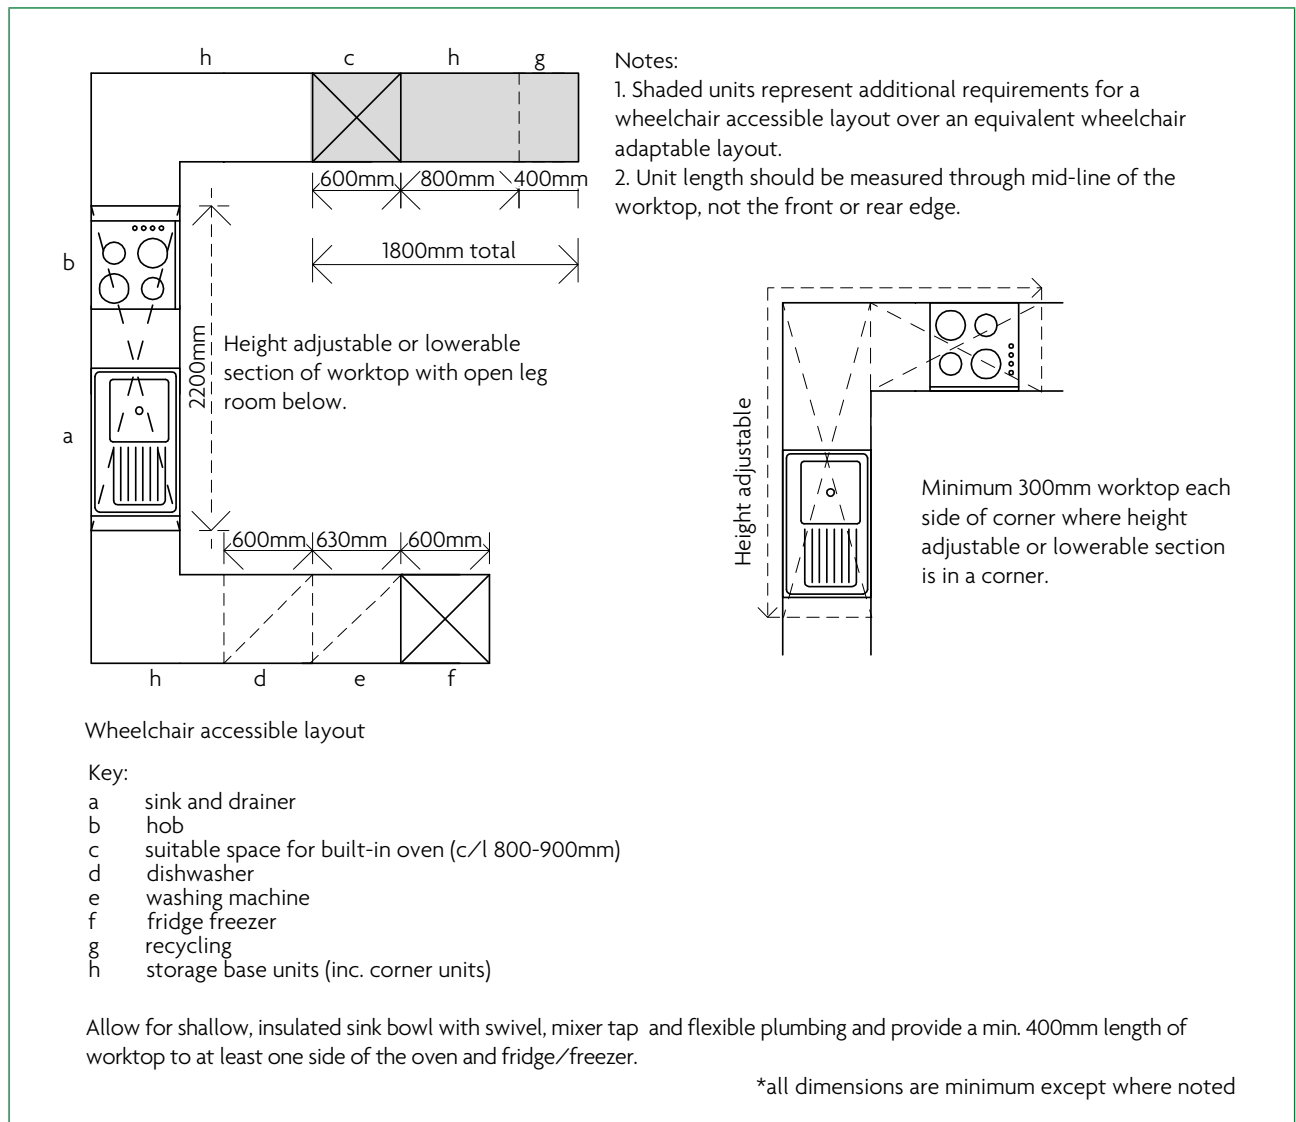 h c h g
600mm 800mm 400mm
1800mm total
b
2200mm
Height adjustable or lowerable
section of worktop with open leg
room below.
a
600mm 630mm 600mm
h d e f
Notes:
1. Shaded units represent additional requirements for a
wheelchair accessible layout over an equivalent wheelchair
adaptable layout.
2. Unit length should be measured through mid-line of the
worktop, not the front or rear edge.
Height adjustable
Minimum 300mm worktop each
side of corner where height
adjustable or lowerable section
is in a corner.
Wheelchair accessible layout
Key:
a sink and drainer
b hob
c suitable space for built-in oven (c/l 800-900mm)
d dishwasher
e washing machine
f fridge freezer
g recycling
h storage base units (inc. corner units)
Allow for shallow, insulated sink bowl with swivel, mixer tap and flexible plumbing and provide a min. 400mm length of
worktop to at least one side of the oven and fridge/freezer.
*all dimensions are minimum except where noted